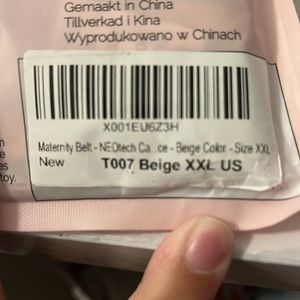 Gemaakt in China
Tillverkad i Kina
Wyprodukowano w Chinach
X001EU6Z3H
Maternity Belt - NEOtech Ca...ce - Beige Color - Size XXL
New
T007 Beige XXL US
toy.